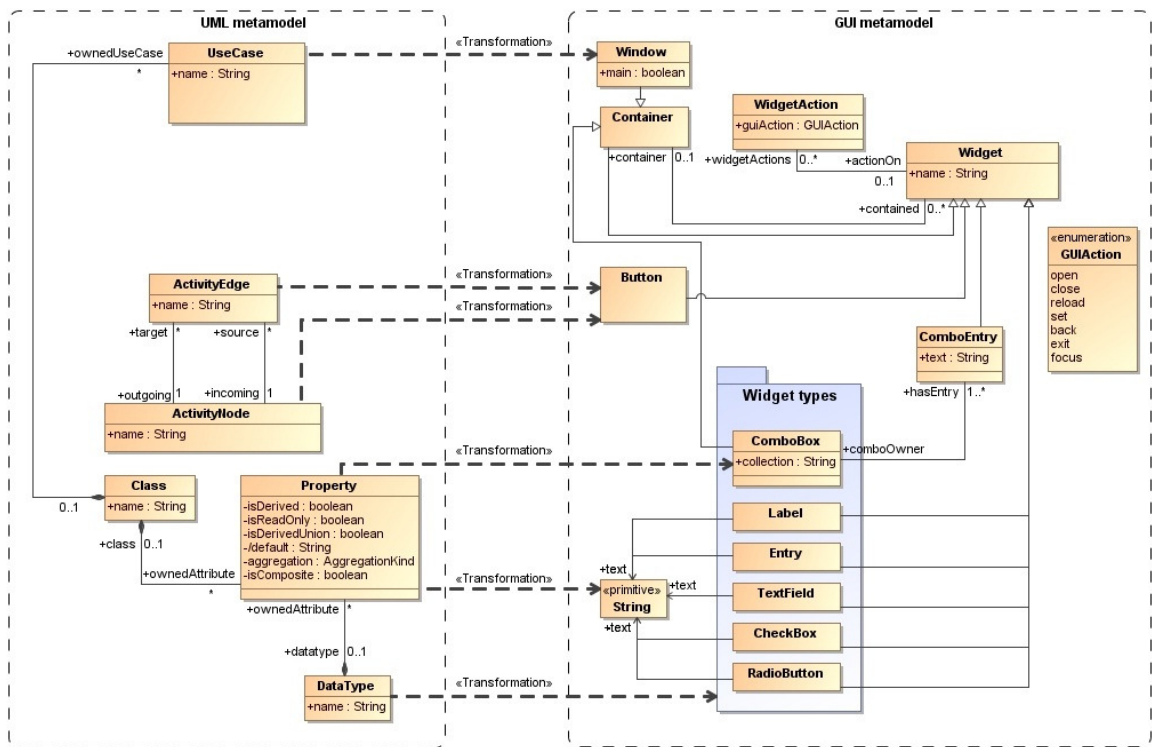 UML metamodel
GUI metamodel
+ownedUseCase
*
UseCase
+name : String
«Transformation»
Window
+main : boolean
Container
+container
0..1
WidgetAction
+guiAction : GUIAction
+widgetActions
0..*
+actionOn
0..1
Widget
+name : String
+contained
0..*
«enumeration»
GUIAction
open
close
reload
set
back
exit
focus
ActivityEdge
+name : String
«Transformation»
«Transformation»
Button
+target
*
+source
*
+outgoing
1
+incoming
1
ActivityNode
+name : String
ComboEntry
+text : String
+hasEntry
1..*
Widget types
ComboBox
+collection : String
+comboOwner
«Transformation»
Class
+name : String
0..1
+class
0..1
+ownedAttribute
*
Property
-isDerived : boolean
-isReadOnly : boolean
-isDerivedUnion : boolean
-/default : String
-aggregation : AggregationKind
-isComposite : boolean
Label
Entry
+text
«Transformation»
«primitive»
String
+text
TextField
+text
CheckBox
RadioButton
+ownedAttribute
*
+datatype
0..1
DataType
+name : String
«Transformation»